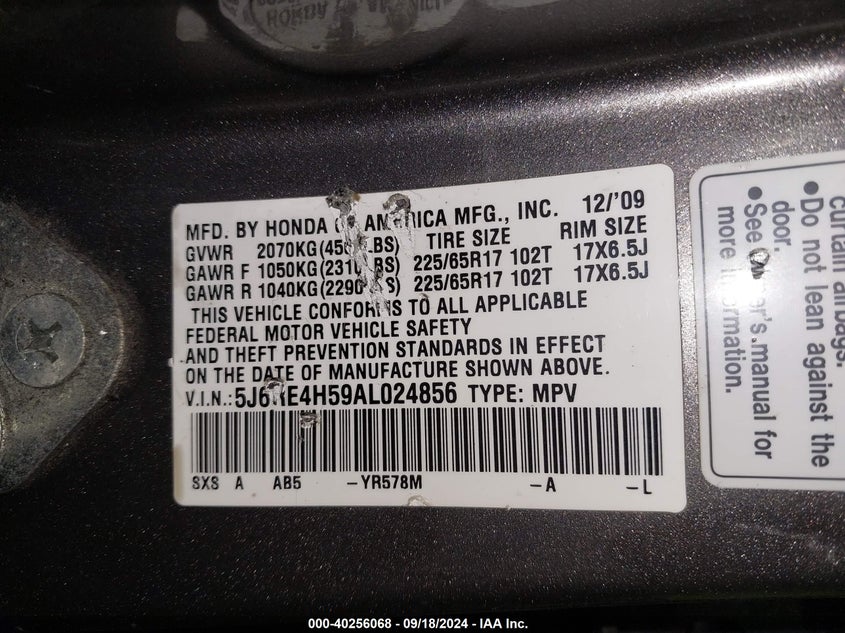 MFD. BY HONDA OF AMERICA MFG., INC. 12/'09
GVWR 2070KG( LBS) TIRE SIZE RIM SIZE
GAWR F 1050KG(2310LBS) 225/65R17 102T 17X6.5J
GAWR R 1040KG(2290LBS) 225/65R17 102T 17X6.5J
THIS VEHICLE CONFORMS TO ALL APPLICABLE
FEDERAL MOTOR VEHICLE SAFETY
AND THEFT PREVENTION STANDARDS IN EFFECT
ON THE DATE OF MANUFACTURE SHOWN ABOVE.
V.I.N.:5J6RE4H59AL024856 TYPE: MPV
SXS A AB5 -YR578M -A -L
curtain airbags.
●Do not lean against the
door.
●See Owner's manual for
more information.
000-40256068 - 09/18/2024 - IAA Inc.